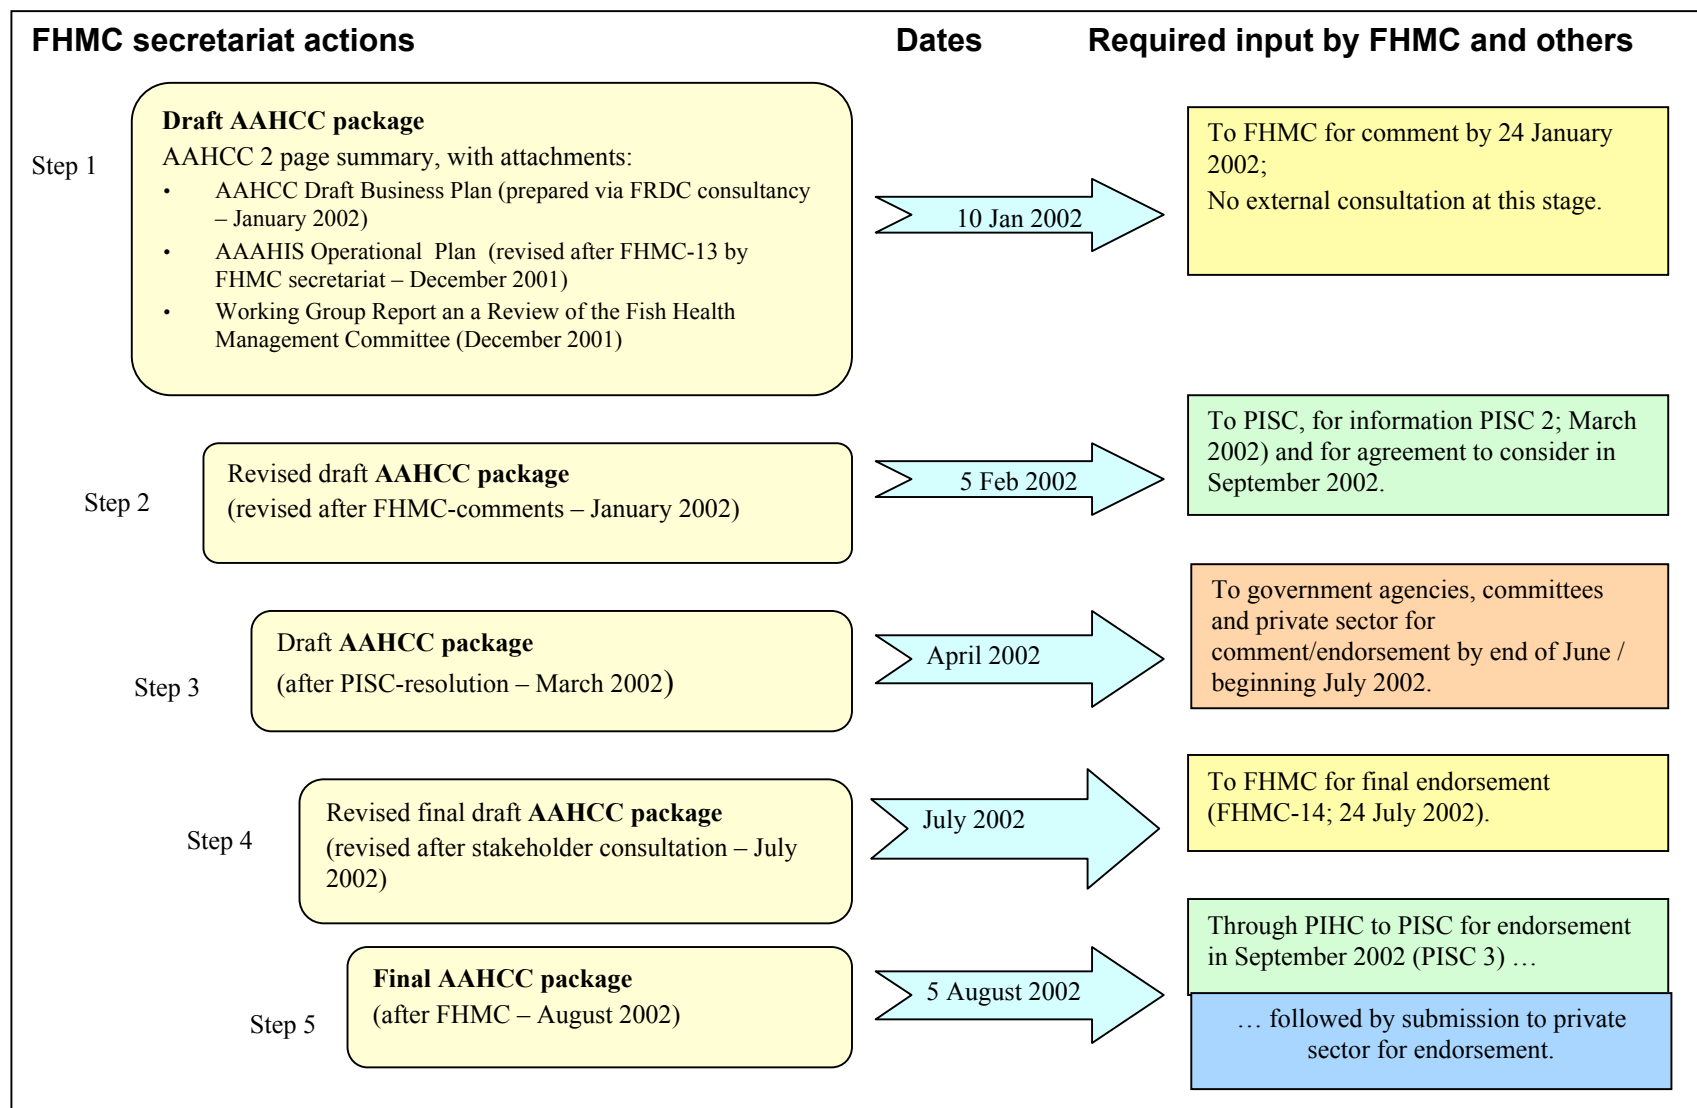 FHMC secretariat actions Dates Required input by FHMC and others
Step 1
Draft AAHCC package
AAHCC 2 page summary, with attachments:
• AAHCC Draft Business Plan (prepared via FRDC consultancy
– January 2002)
• AAAHIS Operational Plan (revised after FHMC-13 by
FHMC secretariat – December 2001)
• Working Group Report an a Review of the Fish Health
Management Committee (December 2001)
10 Jan 2002
To FHMC for comment by 24 January
2002;
No external consultation at this stage.
Step 2
Revised draft AAHCC package
(revised after FHMC-comments – January 2002)
5 Feb 2002
To PISC, for information PISC 2; March
2002) and for agreement to consider in
September 2002.
Step 3
Draft AAHCC package
(after PISC-resolution – March 2002)
April 2002
To government agencies, committees
and private sector for
comment/endorsement by end of June /
beginning July 2002.
Step 4
Revised final draft AAHCC package
(revised after stakeholder consultation – July
2002)
July 2002
To FHMC for final endorsement
(FHMC-14; 24 July 2002).
Step 5
Final AAHCC package
(after FHMC – August 2002)
5 August 2002
Through PIHC to PISC for endorsement
in September 2002 (PISC 3) …
… followed by submission to private
sector for endorsement.